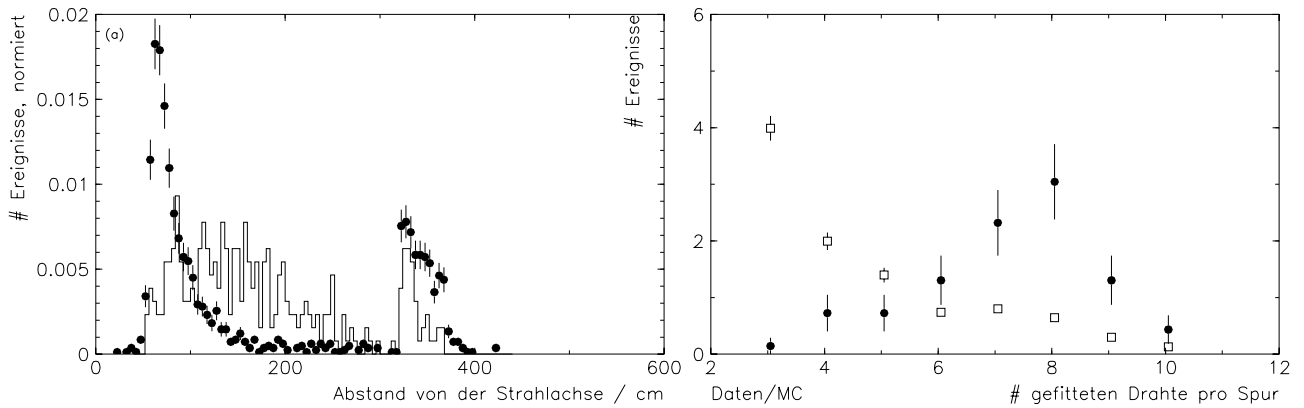 # Ereignisse, normiert
(a)
0.02
0.015
0.01
0.005
0
0 200 400 600
Abstand von der Strahlachse / cm
# Ereignisse
6
4
2
0
2 4 6 8 10 12
Daten/MC
# gefitteten Drahte pro Spur